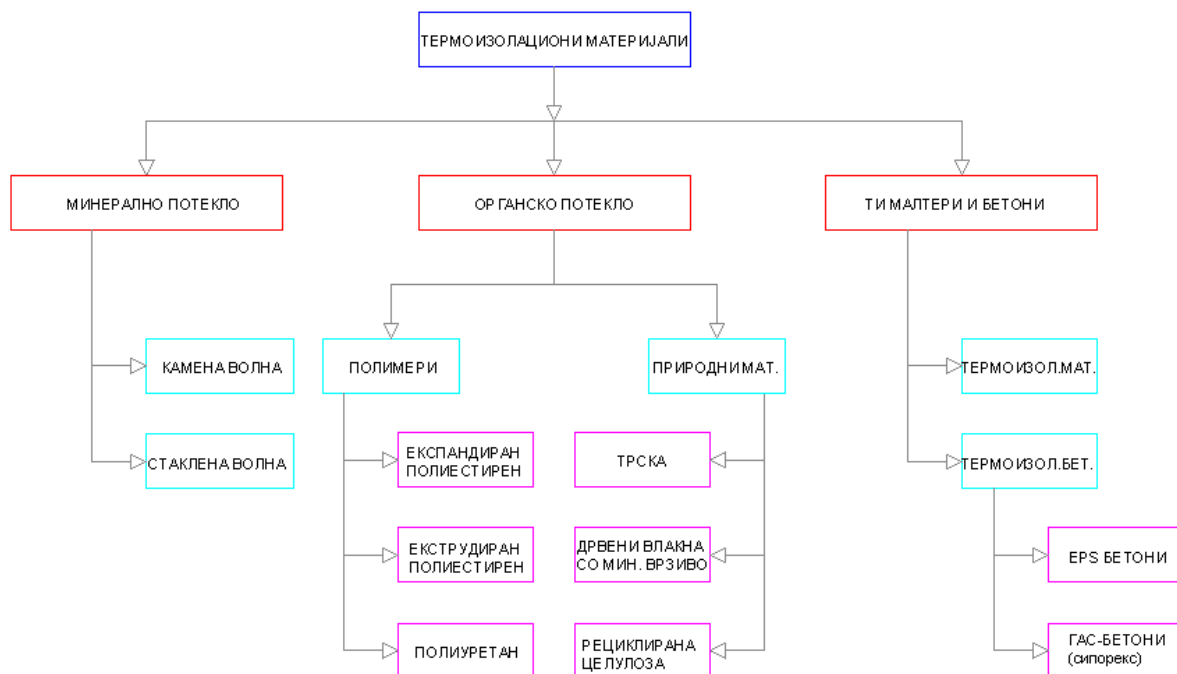 ТЕРМОИЗОЛАЦИОНИ МАТЕРИЈАЛИ
МИНЕРАЛНО ПОТЕКЛО
ОРГАНСКО ПОТЕКЛО
ТИ МАЛТЕРИ И БЕТОНИ
КАМЕНА ВОЛНА
ПОЛИМЕРИ
ПРИРОДНИ МАТ.
ТЕРМОИЗОЛ.МАТ.
СТАКЛЕНА ВОЛНА
ЕКСПАНДИРАН
ПОЛИЕСТИРЕН
ТРСКА
ТЕРМОИЗОЛ.БЕТ.
ЕКСТРУДИРАН
ПОЛИЕСТИРЕН
ДРВЕНИ ВЛАКНА
СО МИН. ВРЗИВО
EPS БЕТОНИ
ПОЛИУРЕТАН
РЕЦИКЛИРАНА
ЦЕЛУЛОЗА
ГАС-БЕТОНИ
(сипорекс)